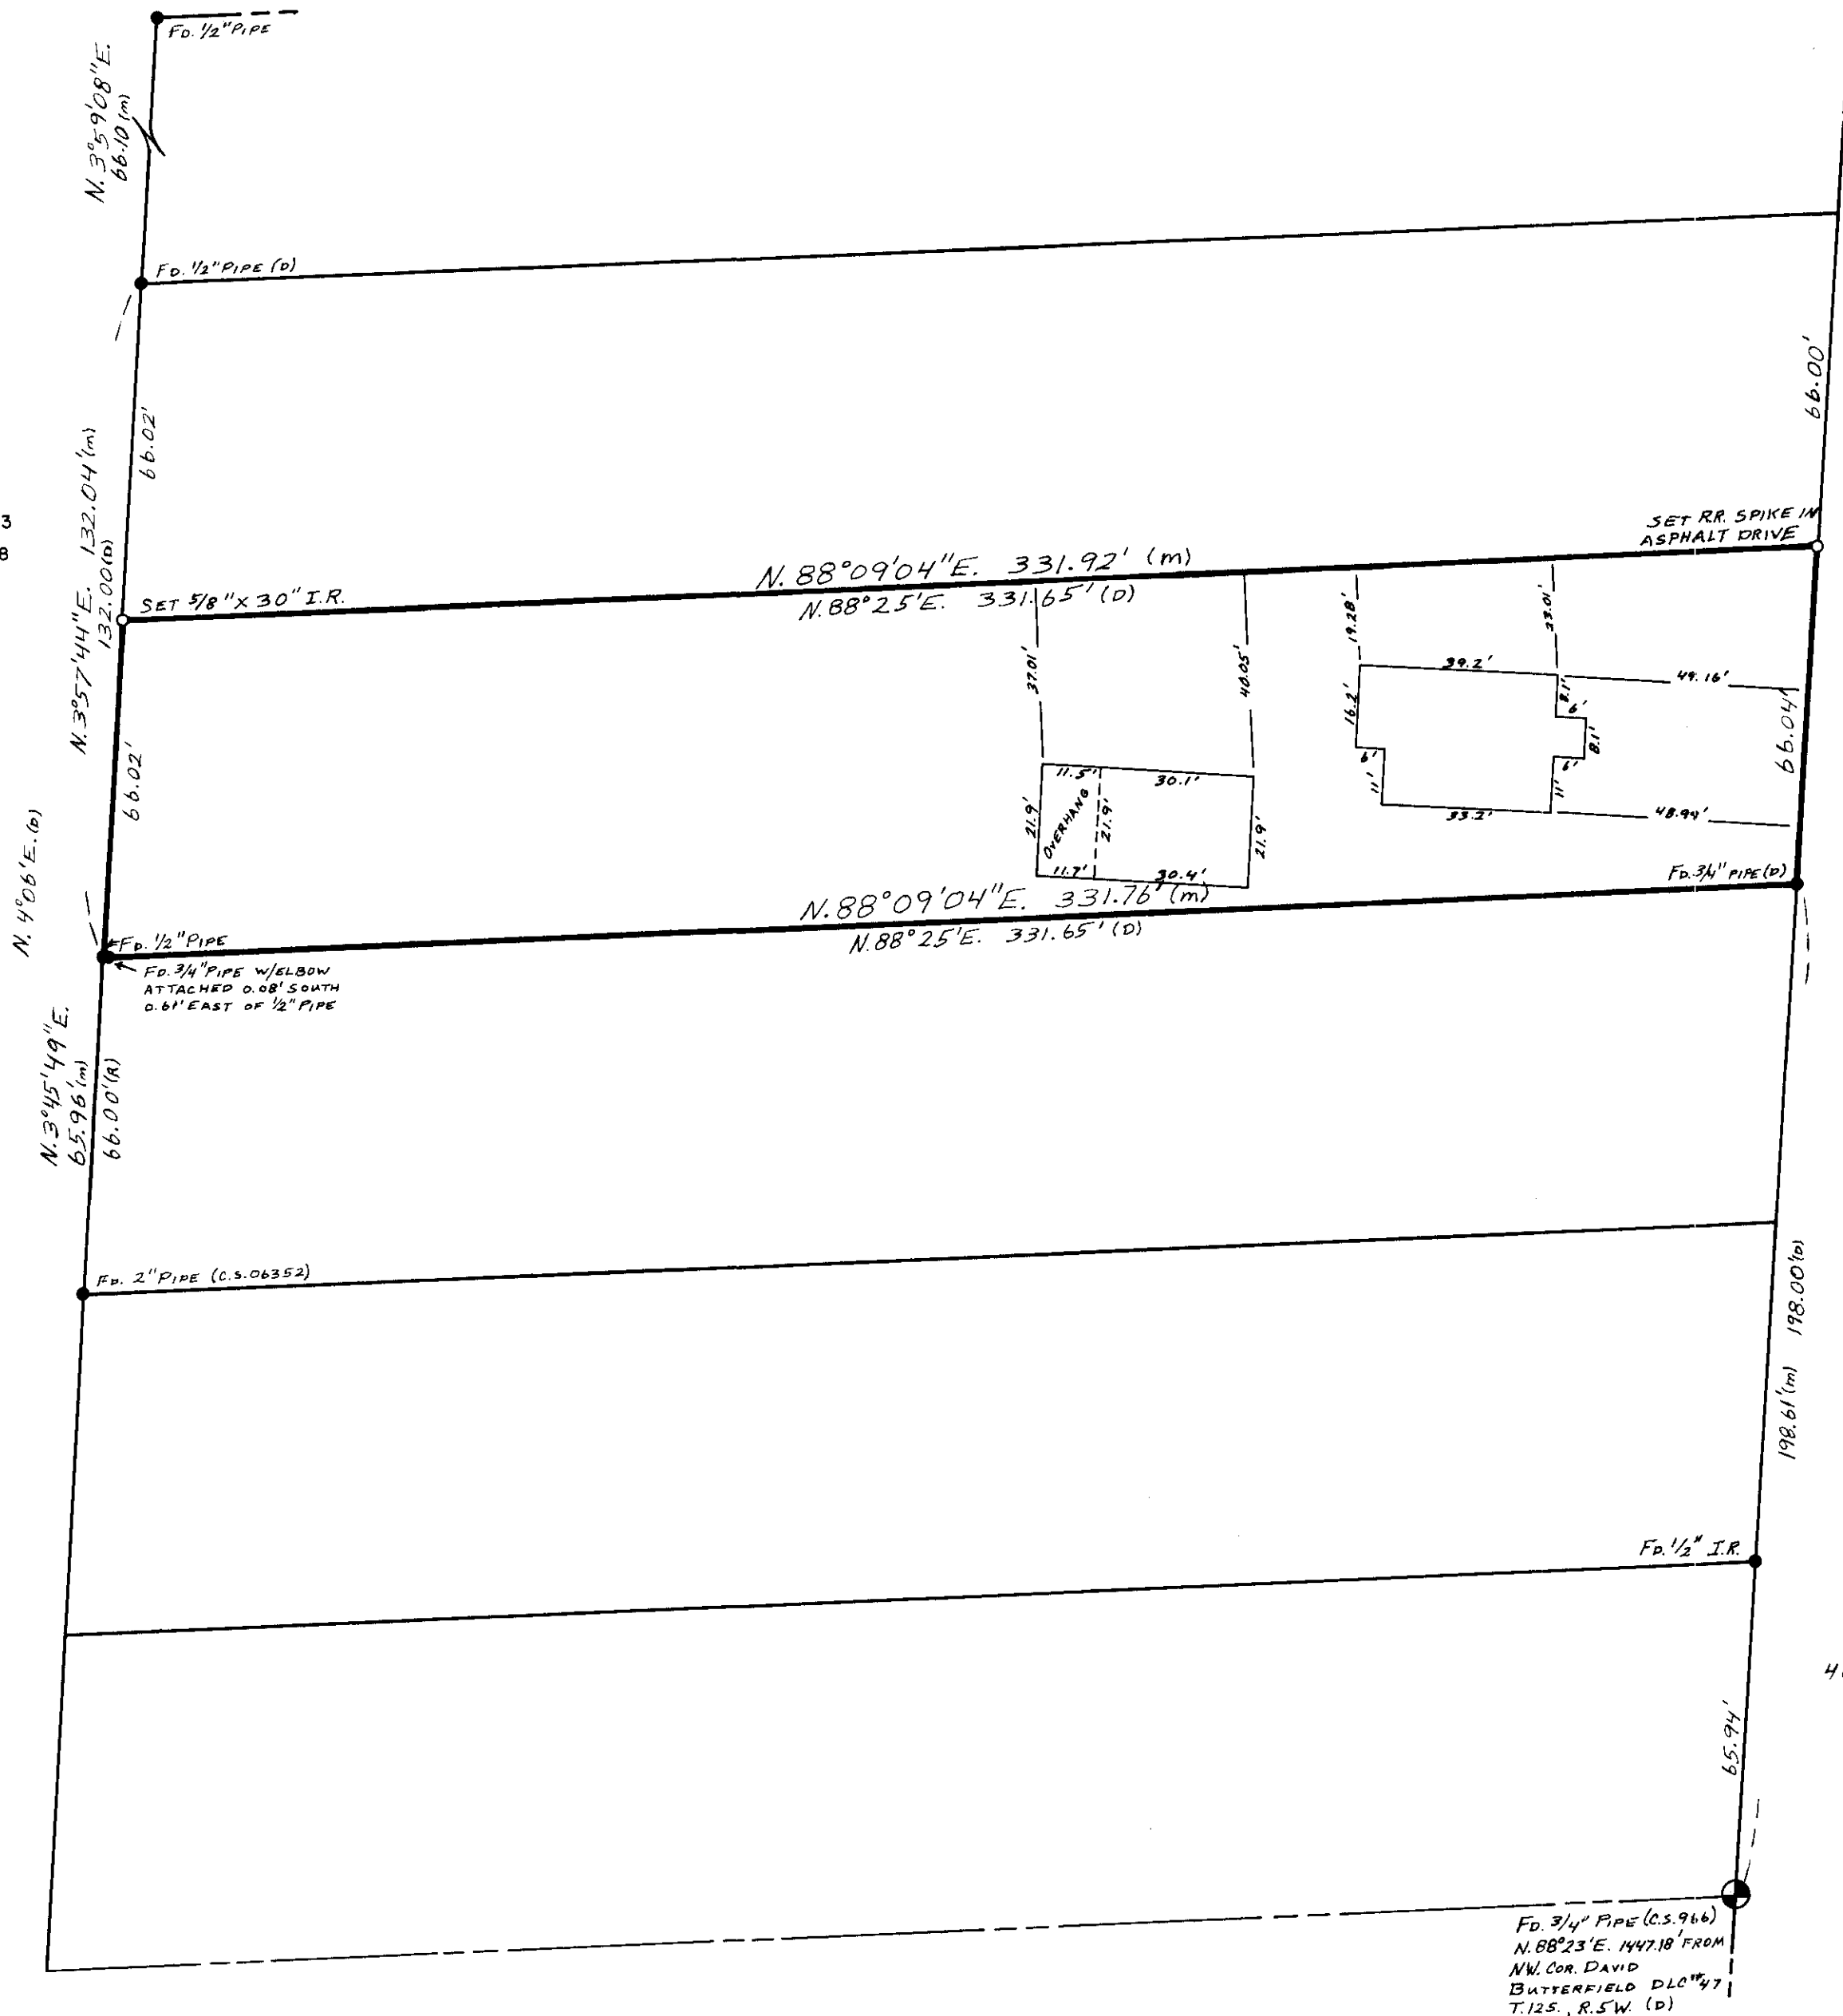 FD. 1/2" PIPE
N. 3°59'08"E.
66.10 (m)
FD. 1/2" PIPE (D)
66.02'
66.00'
N. 3°57'44"E. 132.04' (m)
132.00 (D)
3
8
SET RR. SPIKE IN
ASPHALT DRIVE
N. 88°09'04"E. 331.92' (m)
SET 5/8" X 30" I.R.
N. 88°25'E. 331.65' (D)
37.01'
40.05'
19.28'
23.01'
39.2'
49.16'
16.2'
8.1'
6'
8.1'
66.04'
66.02'
6'
6'
11'
11'
33.2'
48.94'
11.5'
30.1'
21.9'
OVERHANG
21.9'
21.9'
11.7'
30.4'
N. 4°06'E. (D)
FD. 3/4" PIPE (D)
N. 88°09'04"E. 331.76' (m)
N. 88°25'E. 331.65' (D)
FD. 1/2" PIPE
FD. 3/4" PIPE W/ELBOW
ATTACHED 0.08' SOUTH
0.61' EAST OF 1/2" PIPE
N. 3°45'49"E.
65.96' (m)
66.00' (R)
FD. 2" PIPE (C.S. 06352)
198.61' (m) 198.00' (D)
FD. 1/2" I.R.
65.94'
FD. 3/4" PIPE (C.S. 966)
N. 88°23'E. 1447.18' FROM
NW. COR. DAVID
BUTTERFIELD DLC #47
T. 12S., R. 5W. (D)